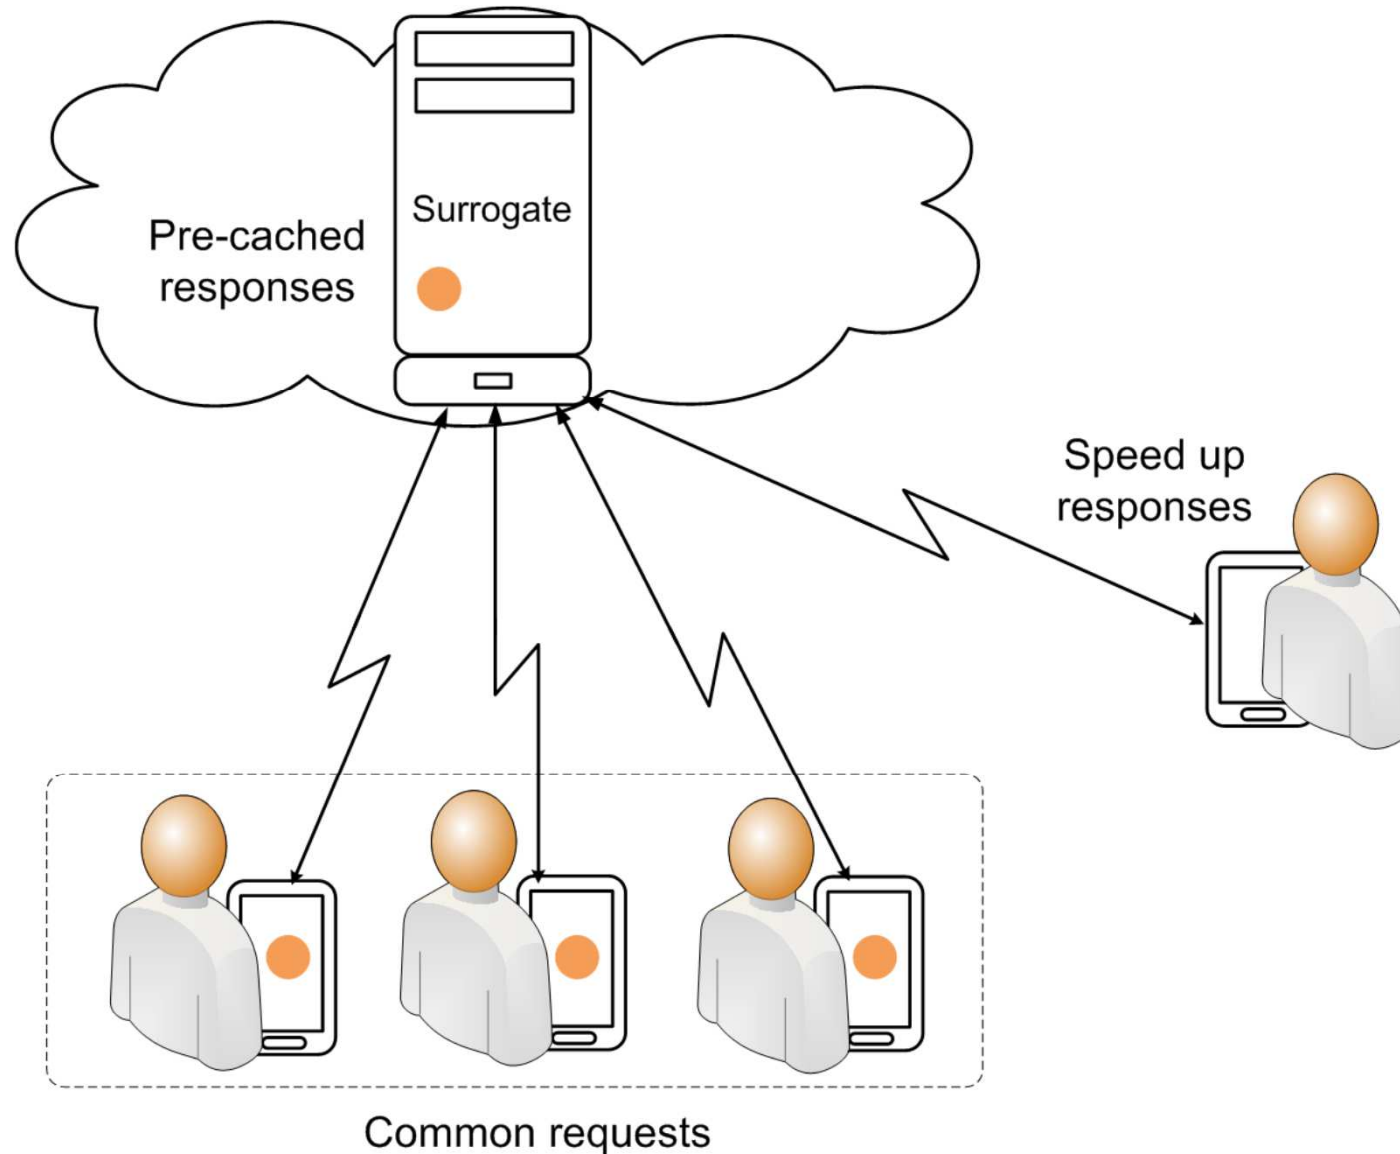 Surrogate
Pre-cached
responses
Speed up
responses
Common requests